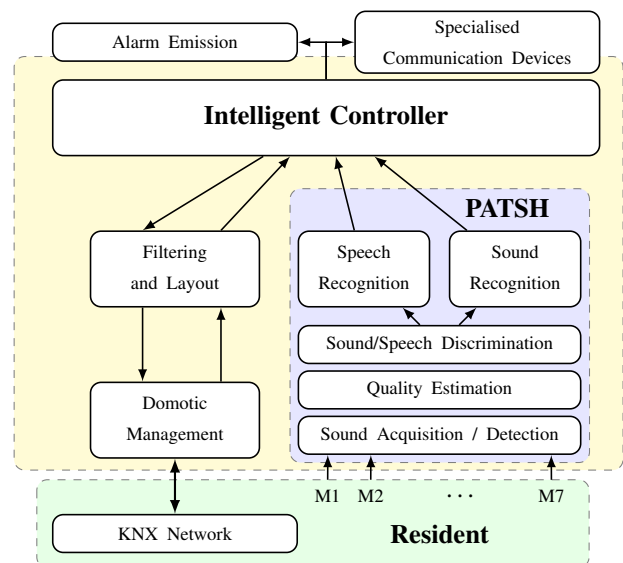 Alarm Emission
Specialised
Communication Devices
Intelligent Controller
PATSH
Filtering
and Layout
Speech
Recognition
Sound
Recognition
Sound/Speech Discrimination
Quality Estimation
Domotic
Management
Sound Acquisition / Detection
M1 M2 ... M7
KNX Network
Resident